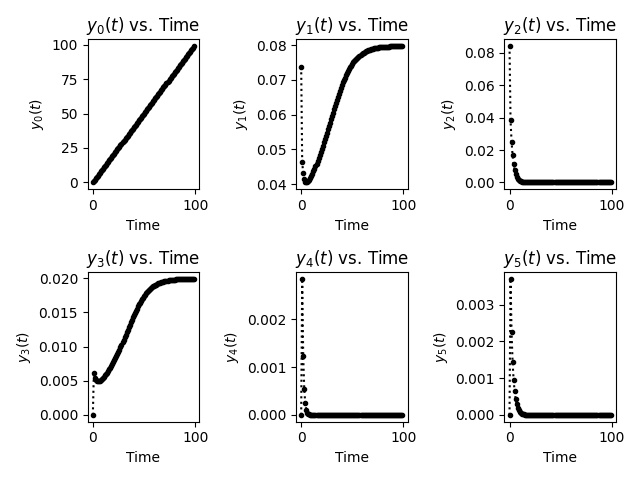 y₀(t) vs. Time
y₁(t) vs. Time
y₂(t) vs. Time
100
75
50
25
0
y₀(t)
0
100
Time
0.08
0.07
0.06
0.05
0.04
y₁(t)
0
100
Time
0.08
0.06
0.04
0.02
0.00
y₂(t)
0
100
Time
y₃(t) vs. Time
y₄(t) vs. Time
y₅(t) vs. Time
0.020
0.015
0.010
0.005
0.000
y₃(t)
0
100
Time
0.002
0.001
0.000
y₄(t)
0
100
Time
0.003
0.002
0.001
0.000
y₅(t)
0
100
Time